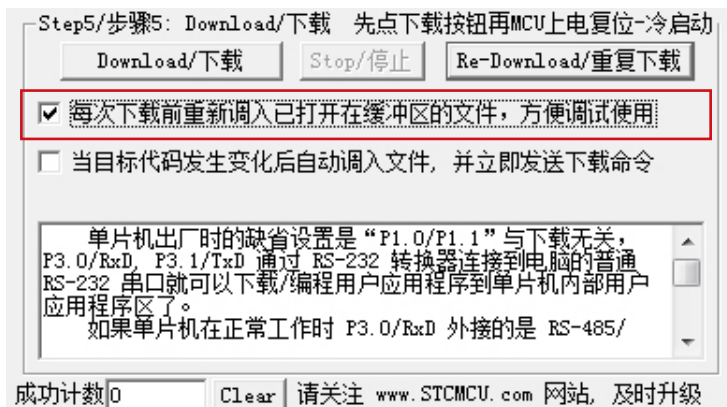 Step5/步骤5: Download/下载 先点下载按钮再MCU上电复位-冷启动
Download/下载 Stop/停止 Re-Download/重复下载
每次下载前重新调入已打开在缓冲区的文件，方便调试使用
当目标代码发生变化后自动调入文件, 并立即发送下载命令
单片机出厂时的缺省设置是“P1.0/P1.1”与下载无关，
P3.0/RxD, P3.1/TxD 通过 RS-232 转换器连接到电脑的普通
RS-232 串口就可以下载/编程用户应用程序到单片机内部用户
应用程序区了。
如果单片机在正常工作时 P3.0/RxD 外接的是 RS-485/
成功计数 0 Clear 请关注 www.STCMCU.com 网站, 及时升级